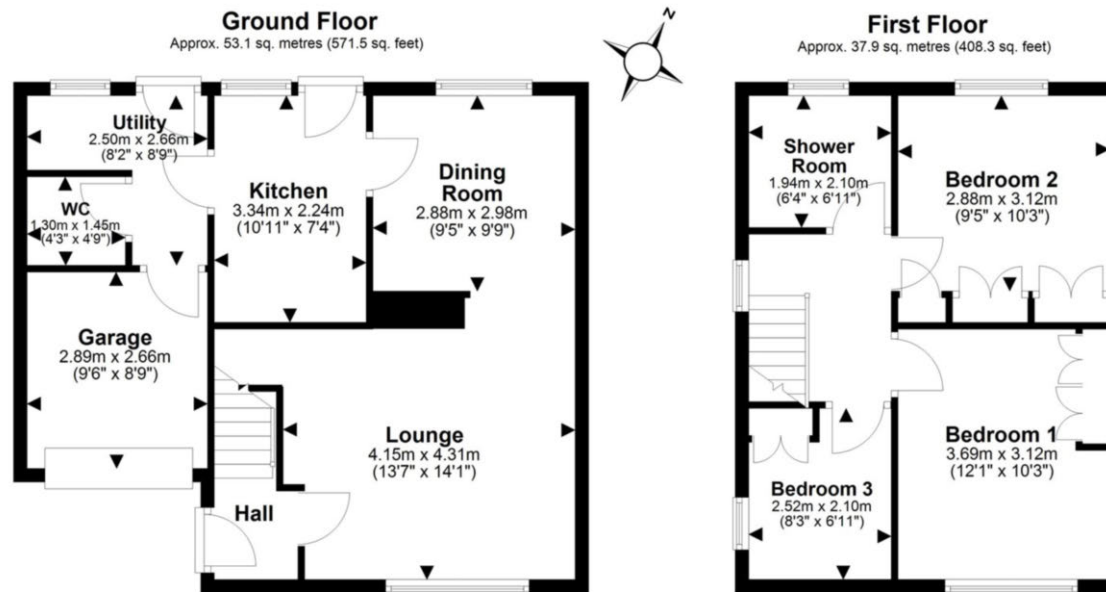 Ground Floor
Approx. 53.1 sq. metres (571.5 sq. feet)
N
Utility
2.50m x 2.66m
(8'2" x 8'9")
WC
1.30m x 1.45m
(4'3" x 4'9")
Kitchen
3.34m x 2.24m
(10'11" x 7'4")
Dining
Room
2.88m x 2.98m
(9'5" x 9'9")
Garage
2.89m x 2.66m
(9'6" x 8'9")
Lounge
4.15m x 4.31m
(13'7" x 14'1")
Hall
First Floor
Approx. 37.9 sq. metres (408.3 sq. feet)
Shower
Room
1.94m x 2.10m
(6'4" x 6'11")
Bedroom 2
2.88m x 3.12m
(9'5" x 10'3")
Bedroom 1
3.69m x 3.12m
(12'1" x 10'3")
Bedroom 3
2.52m x 2.10m
(8'3" x 6'11")